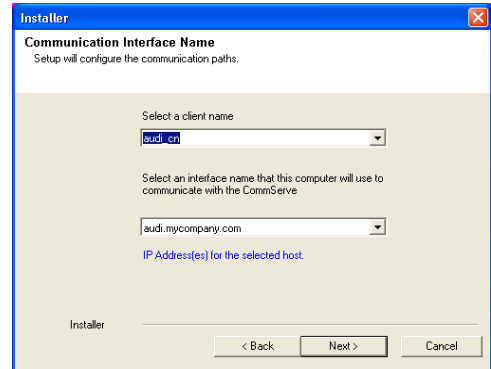 Installer
Communication Interface Name
Setup will configure the communication paths.
Select a client name
audi_cn
Select an interface name that this computer will use to
communicate with the CommServe
audi.mycompany.com
IP Address(es) for the selected host.
Installer
< Back
Next >
Cancel